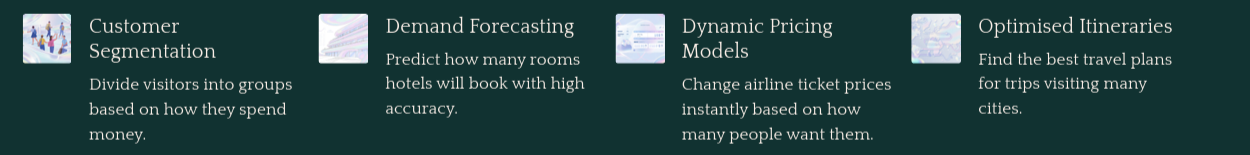 Customer
Segmentation
Divide visitors into groups
based on how they spend
money.
Demand Forecasting
Predict how many rooms
hotels will book with high
accuracy.
Dynamic Pricing
Models
Change airline ticket prices
instantly based on how
many people want them.
Optimised Itineraries
Find the best travel plans
for trips visiting many
cities.